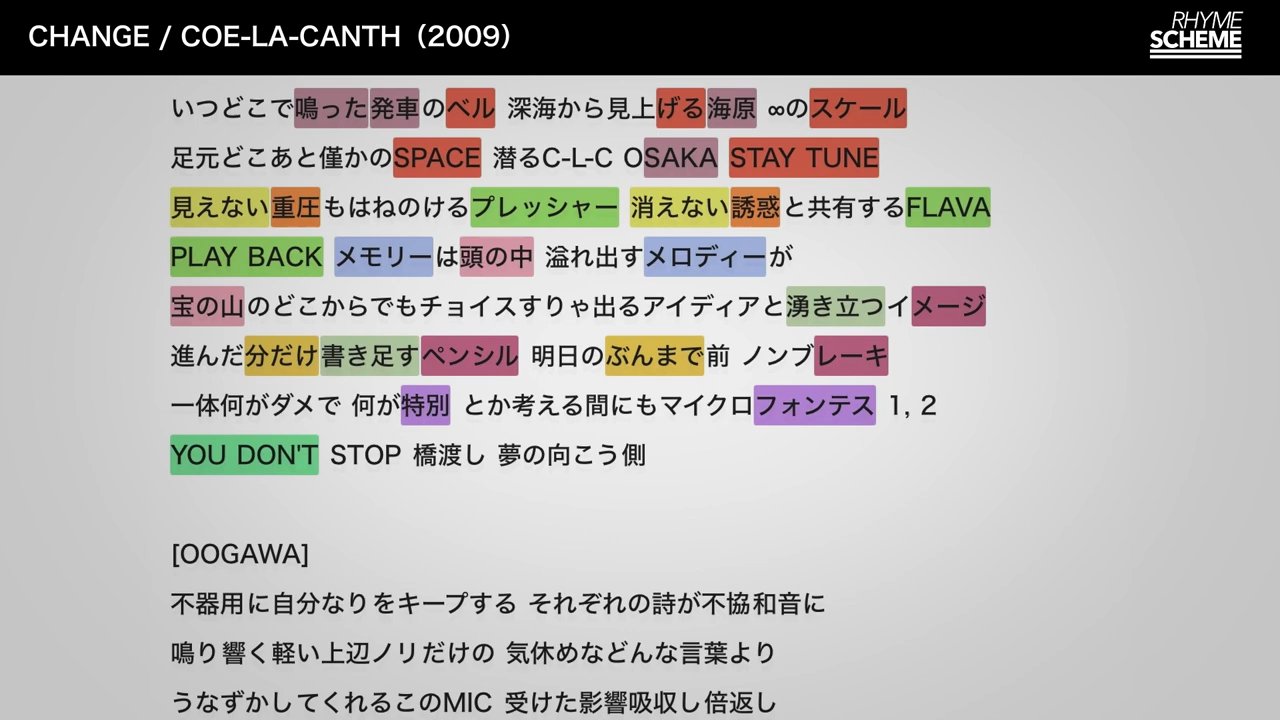 CHANGE / COE-LA-CANTH（2009）
RHYME
SCHEME
いつどこで鳴った発車のベル 深海から見上げる海原 ∞のスケール
足元どこあと僅かのSPACE 潜るC-L-C OSAKA STAY TUNE
見えない重圧もはねのけるプレッシャー 消えない誘惑と共有するFLAVA
PLAY BACK メモリーは頭の中 溢れ出すメロディーが
宝の山のどこからでもチョイスすりゃ出るアイディアと湧き立つイメージ
進んだ分だけ書き足すペンシル 明日のぶんまで前 ノンブレーキ
一体何がダメで 何が特別 とか考える間にもマイクロフォンテス 1, 2
YOU DON'T STOP 橋渡し 夢の向こう側
[OOGAWA]
不器用に自分なりをキープする それぞれの詩が不協和音に
鳴り響く軽い上辺ノリだけの 気休めなどんな言葉より
うなずかしてくれるこのMIC 受けた影響吸収し倍返し